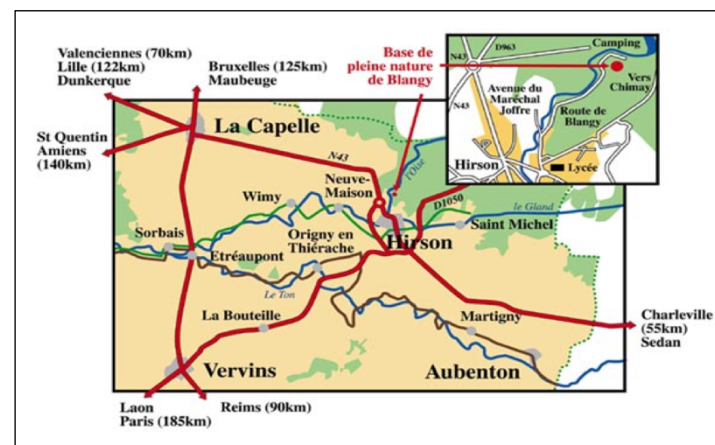 Valenciennes (70km)
Lille (122km)
Dunkerque
Bruxelles (125km)
Maubeuge
Base de
pleine nature
de Blangy
N43
D963
Camping
N43
Avenue du
Maréchal
Joffre
Vers
Chimay
Route de
Blangy
Hirson
Lycée
St Quentin
Amiens
(140km)
La Capelle
N43
l'Oise
Neuve-
Maison
D1050
le Gland
Wimy
Sorbais
Origny en
Thiérache
Hirson
Saint Michel
Etréaupont
Le Ton
La Bouteille
Martigny
Charleville
(55km)
Sedan
Vervins
Aubenton
Laon
Paris (185km)
Reims (90km)